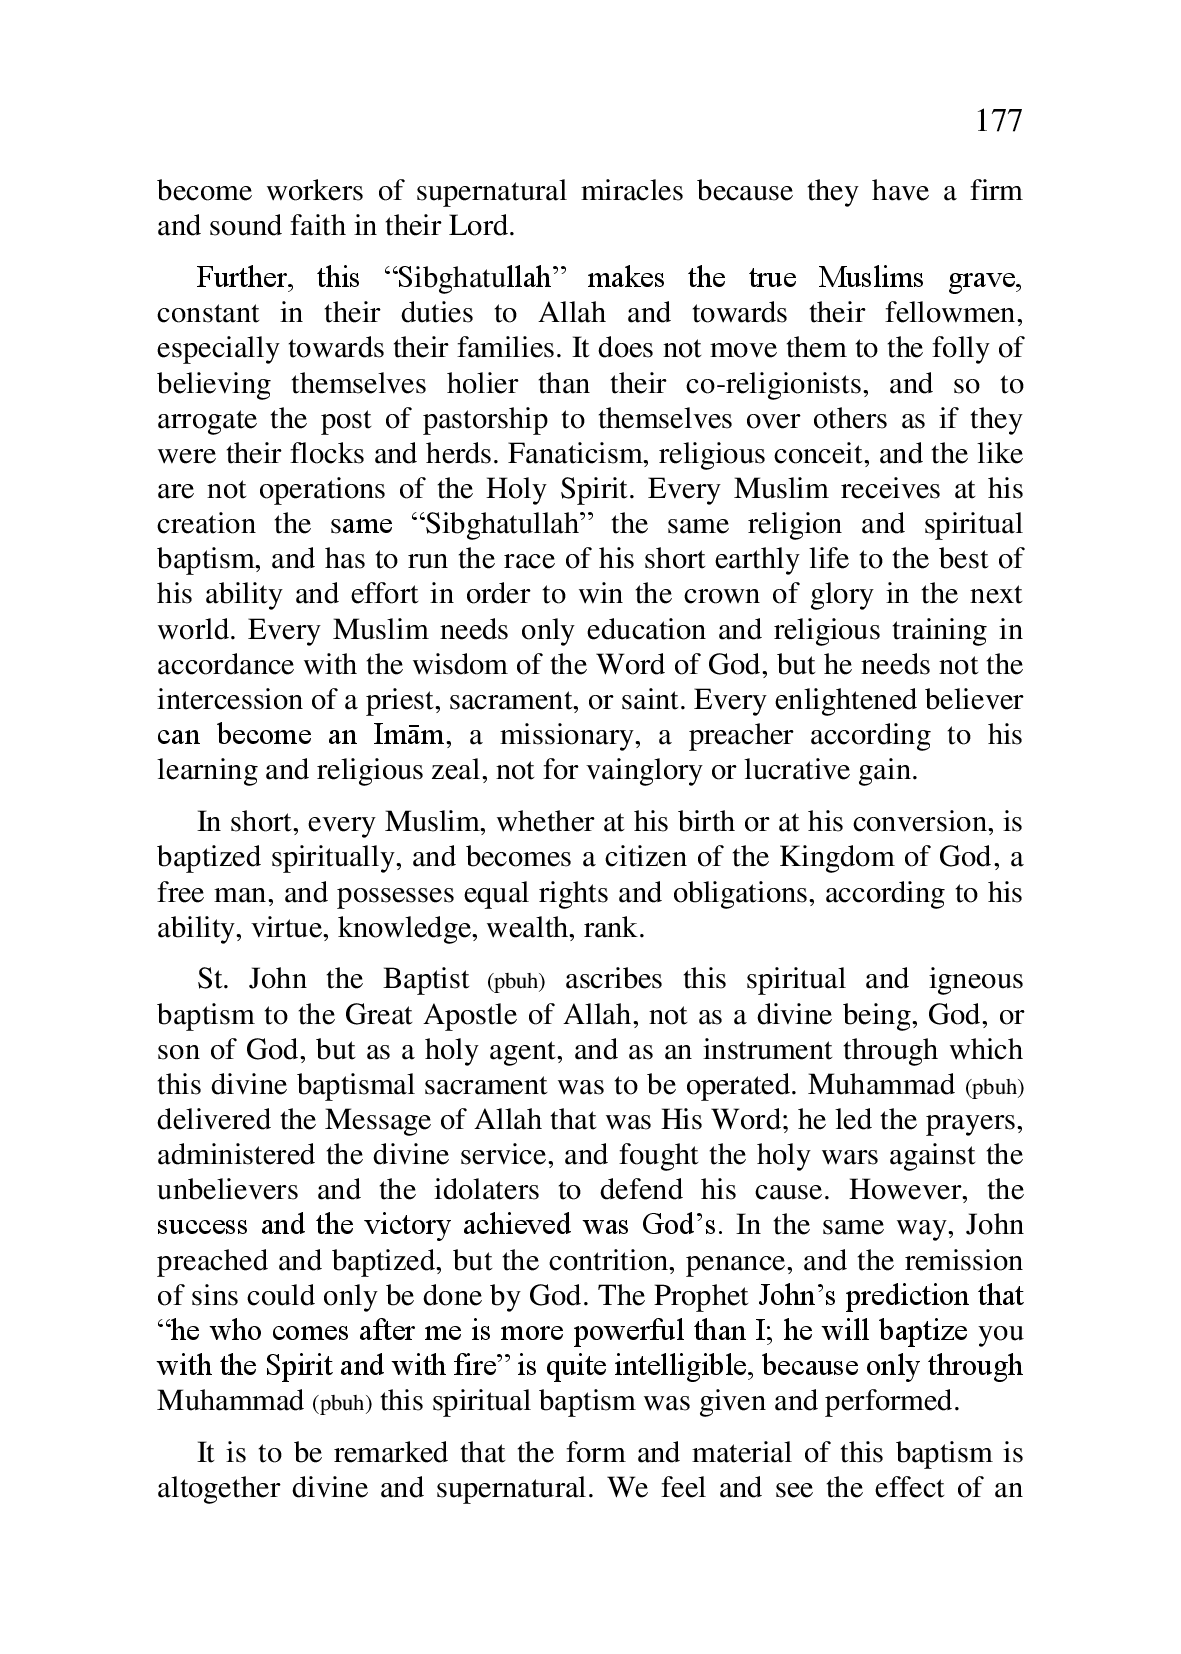 177
become workers of supernatural miracles because they have a firm
and sound faith in their Lord.
Further, this “Sibghatullah” makes the true Muslims grave,
constant in their duties to Allah and towards their fellowmen,
especially towards their families. It does not move them to the folly of
believing themselves holier than their co-religionists, and so to
arrogate the post of pastorship to themselves over others as if they
were their flocks and herds. Fanaticism, religious conceit, and the like
are not operations of the Holy Spirit. Every Muslim receives at his
creation the same “Sibghatullah” the same religion and spiritual
baptism, and has to run the race of his short earthly life to the best of
his ability and effort in order to win the crown of glory in the next
world. Every Muslim needs only education and religious training in
accordance with the wisdom of the Word of God, but he needs not the
intercession of a priest, sacrament, or saint. Every enlightened believer
can become an Imām, a missionary, a preacher according to his
learning and religious zeal, not for vainglory or lucrative gain.
In short, every Muslim, whether at his birth or at his conversion, is
baptized spiritually, and becomes a citizen of the Kingdom of God, a
free man, and possesses equal rights and obligations, according to his
ability, virtue, knowledge, wealth, rank.
St. John the Baptist (pbuh) ascribes this spiritual and igneous
baptism to the Great Apostle of Allah, not as a divine being, God, or
son of God, but as a holy agent, and as an instrument through which
this divine baptismal sacrament was to be operated. Muhammad (pbuh)
delivered the Message of Allah that was His Word; he led the prayers,
administered the divine service, and fought the holy wars against the
unbelievers and the idolaters to defend his cause. However, the
success and the victory achieved was God’s. In the same way, John
preached and baptized, but the contrition, penance, and the remission
of sins could only be done by God. The Prophet John’s prediction that
“he who comes after me is more powerful than I; he will baptize you
with the Spirit and with fire” is quite intelligible, because only through
Muhammad (pbuh) this spiritual baptism was given and performed.
It is to be remarked that the form and material of this baptism is
altogether divine and supernatural. We feel and see the effect of an